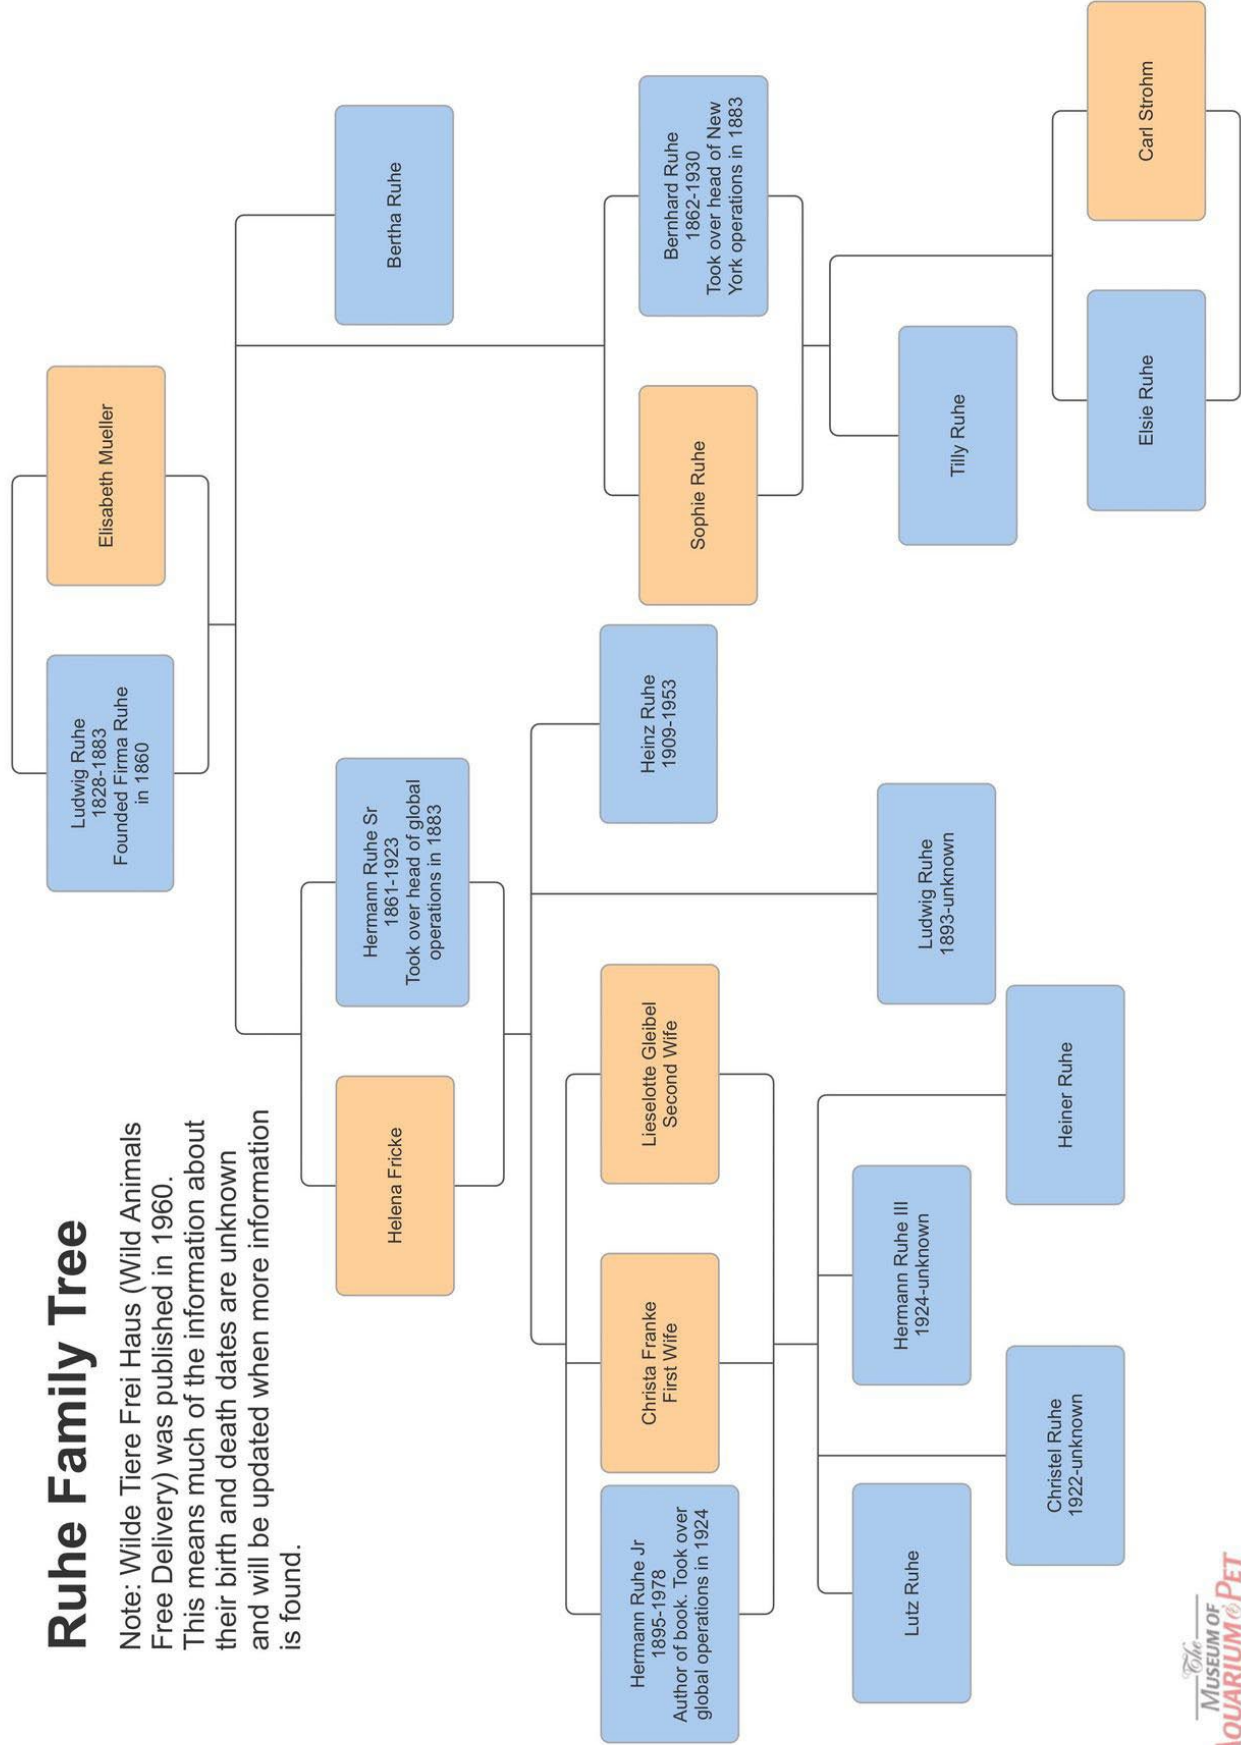 Ruhe Family Tree
Note: Wilde Tiere Frei Haus (Wild Animals
Free Delivery) was published in 1960.
This means much of the information about
their birth and death dates are unknown
and will be updated when more information
is found.
Ludwig Ruhe
1828-1883
Founded Firma Ruhe
in 1860
Elisabeth Mueller
Helena Fricke
Hermann Ruhe Sr
1861-1923
Took over head of global
operations in 1883
Bertha Ruhe
Hermann Ruhe Jr
1895-1978
Author of book. Took over
global operations in 1924
Christa Franke
First Wife
Lieselotte Gleibel
Second Wife
Heinz Ruhe
1909-1953
Sophie Ruhe
Bernhard Ruhe
1862-1930
Took over head of New
York operations in 1883
Lutz Ruhe
Hermann Ruhe III
1924-unknown
Ludwig Ruhe
1893-unknown
Tilly Ruhe
Christel Ruhe
1922-unknown
Heiner Ruhe
Elsie Ruhe
Carl Strohm
The
MUSEUM OF
AQUARIUM & PET